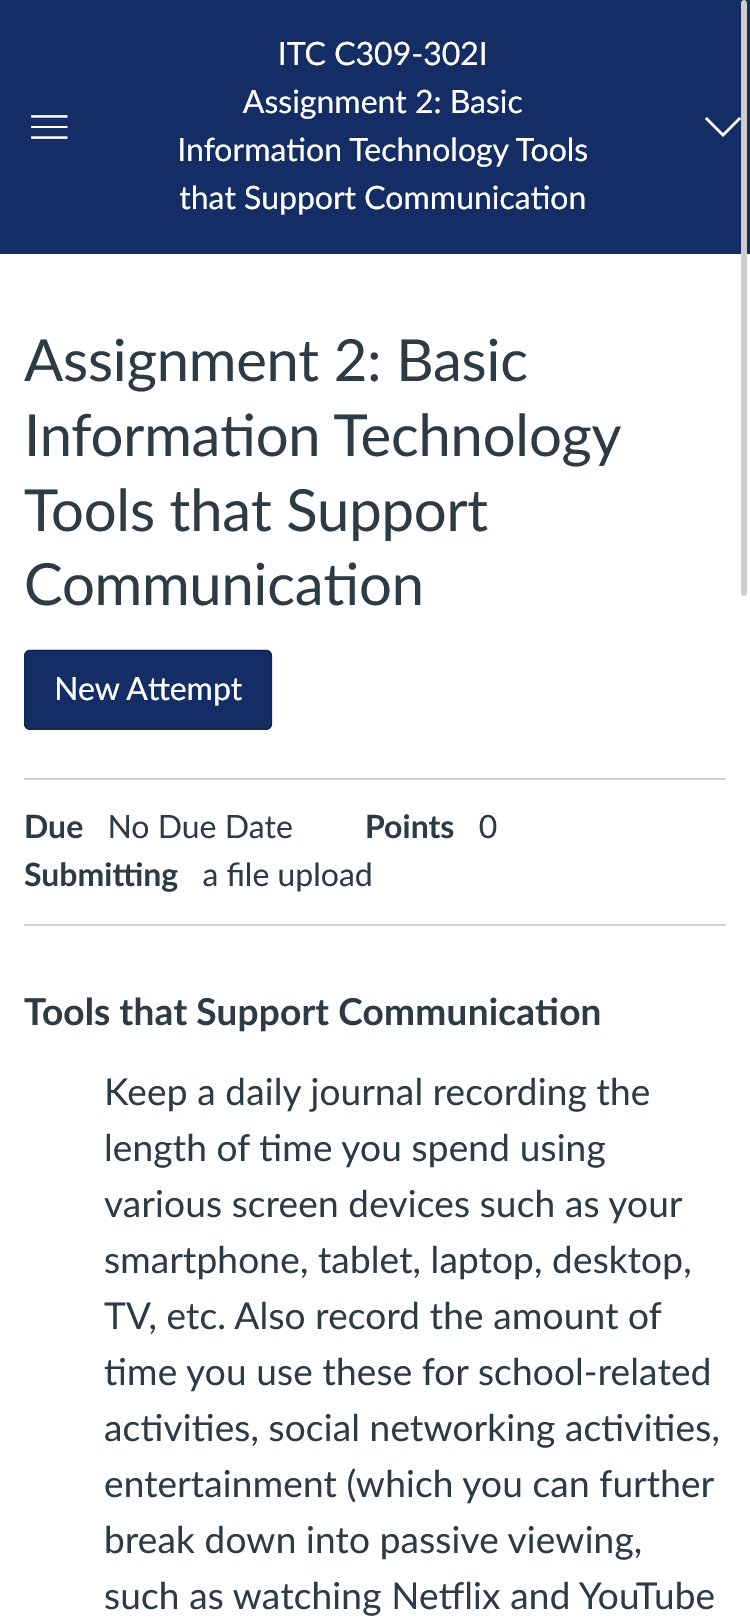 ITC C309-302I
Assignment 2: Basic
Information Technology Tools
that Support Communication
Assignment 2: Basic
Information Technology
Tools that Support
Communication
New Attempt
Due No Due Date Points 0
Submitting a file upload
Tools that Support Communication
Keep a daily journal recording the
length of time you spend using
various screen devices such as your
smartphone, tablet, laptop, desktop,
TV, etc. Also record the amount of
time you use these for school-related
activities, social networking activities,
entertainment (which you can further
break down into passive viewing,
such as watching Netflix and YouTube